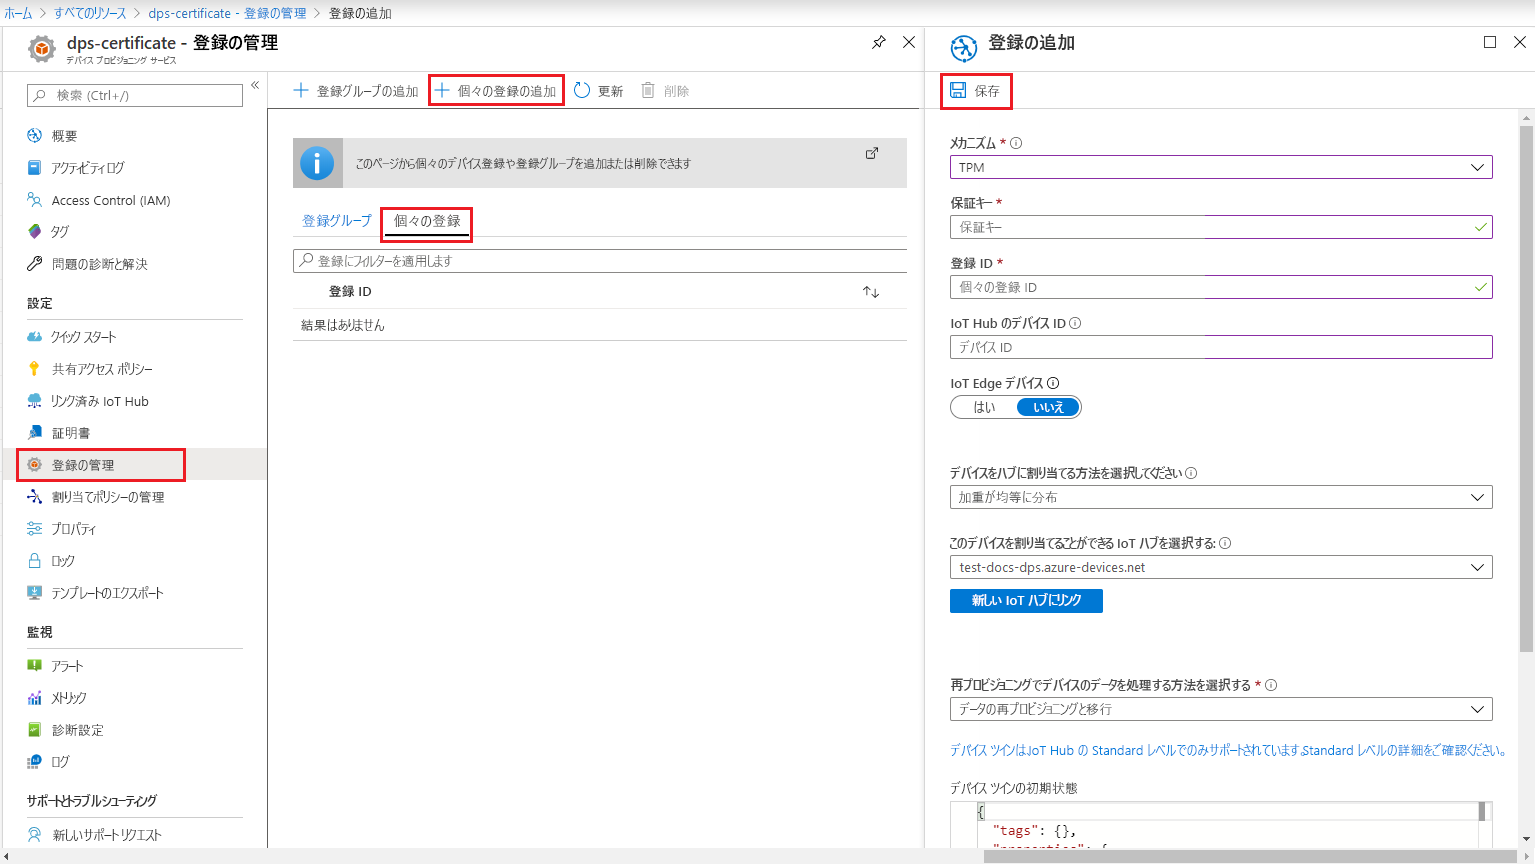 ホーム > すべてのリソース > dps-certificate - 登録の管理 > 登録の追加
dps-certificate - 登録の管理
デバイス プロビジョニング サービス
検索 (Ctrl+/)
概要
アクティビティ ログ
Access Control (IAM)
タグ
問題の診断と解決
設定
クイック スタート
共有アクセス ポリシー
リンク済み IoT Hub
証明書
登録の管理
割り当てポリシーの管理
プロパティ
ロック
テンプレートのエクスポート
監視
アラート
メトリック
診断設定
ログ
サポートとトラブルシューティング
新しいサポート リクエスト
登録グループの追加 個々の登録の追加 更新 削除
このページから個々のデバイス登録や登録グループを追加または削除できます
登録グループ 個々の登録
登録にフィルターを適用します
登録 ID
結果はありません
登録の追加
保存
メカニズム *
TPM
保証キー *
保証キー
登録 ID *
個々の登録 ID
IoT Hub のデバイス ID
デバイス ID
IoT Edge デバイス
はい いいえ
デバイスをハブに割り当てる方法を選択してください
加重が均等に分布
このデバイスを割り当てることができる IoT ハブを選択する:
test-docs-dps.azure-devices.net
新しい IoT ハブにリンク
再プロビジョニングでデバイスのデータを処理する方法を選択する *
データの再プロビジョニングと移行
デバイス ツインは、IoT Hub の Standard レベルでのみサポートされています。Standard レベルの詳細をご確認ください。
デバイス ツインの初期状態
{
"tags": {},
"properties": {